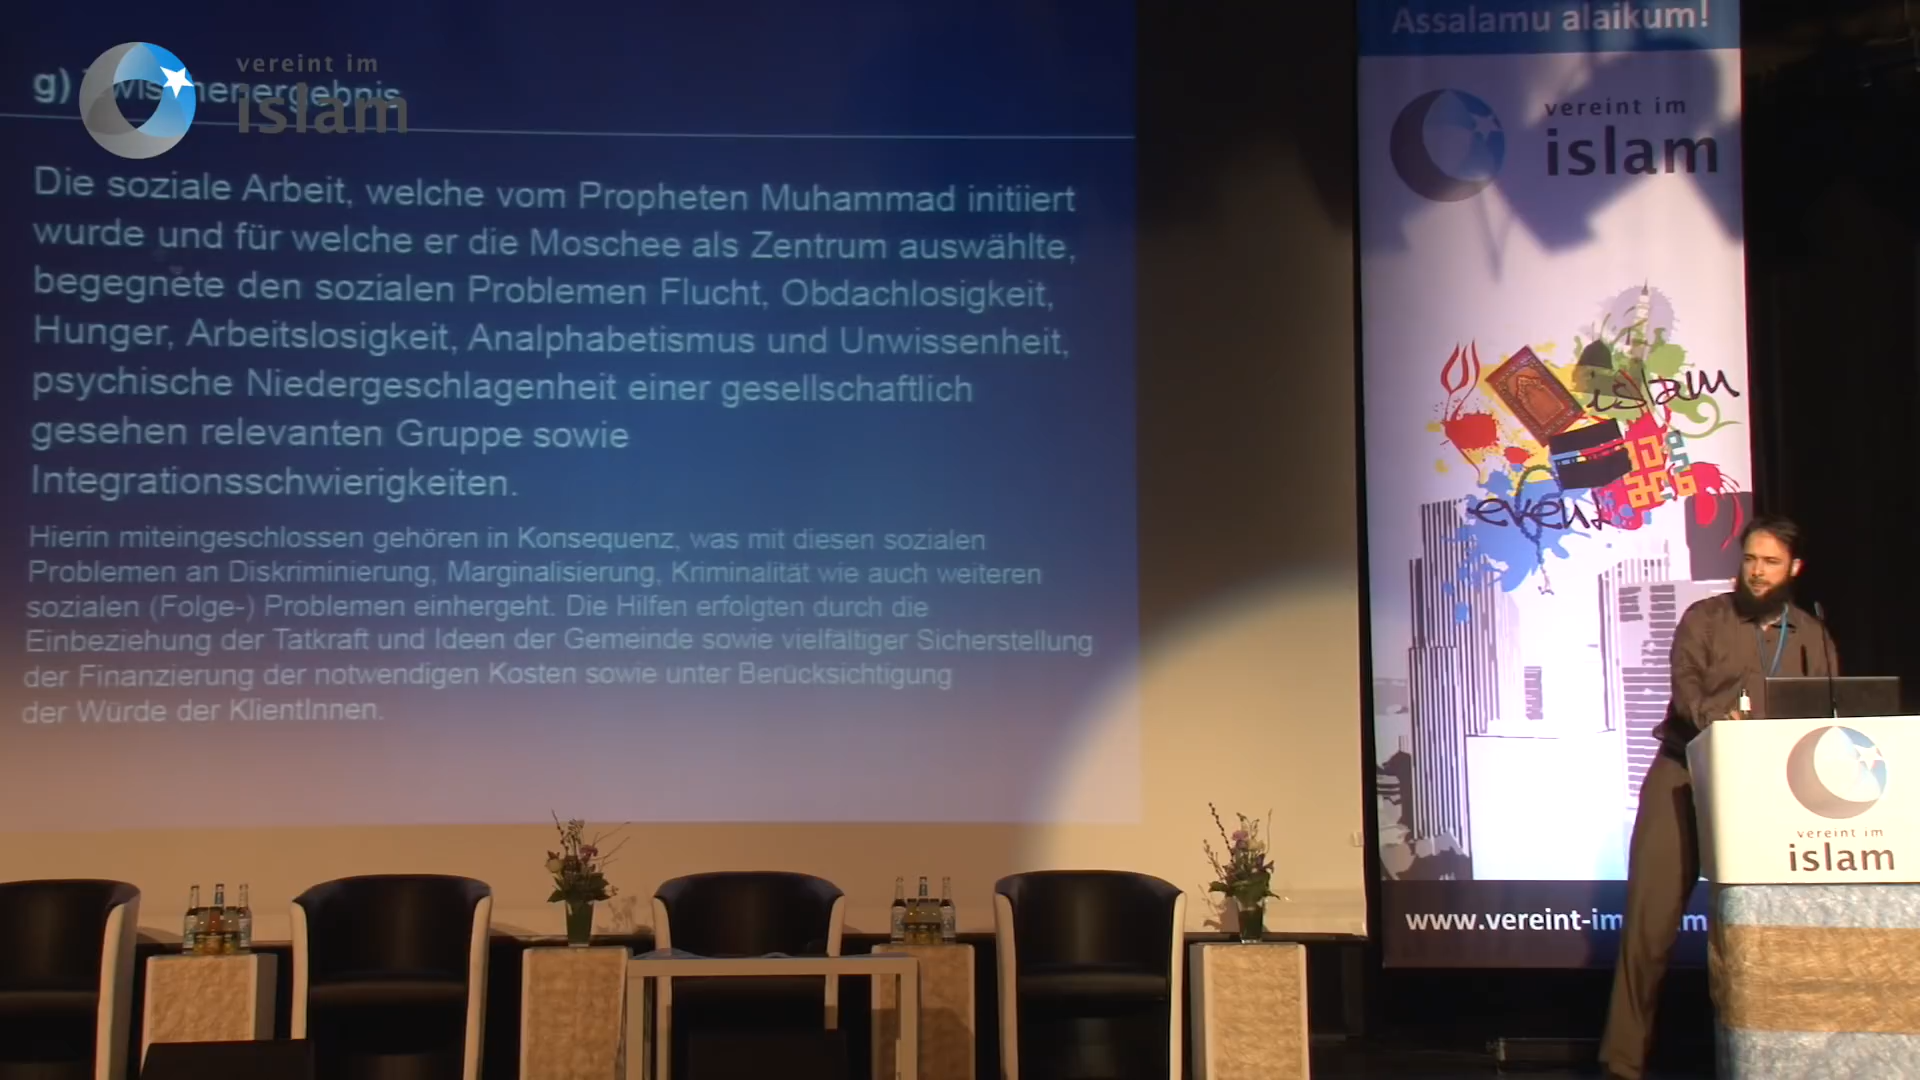 vereint im
islam
g) Zwischenergebnis
Die soziale Arbeit, welche vom Propheten Muhammad initiiert
wurde und für welche er die Moschee als Zentrum auswählte,
begegnete den sozialen Problemen Flucht, Obdachlosigkeit,
Hunger, Arbeitslosigkeit, Analphabetismus und Unwissenheit,
psychische Niedergeschlagenheit einer gesellschaftlich
gesehen relevanten Gruppe sowie
Integrationsschwierigkeiten.
Hierin miteingeschlossen gehören in Konsequenz, was mit diesen sozialen
Problemen an Diskriminierung, Marginalisierung, Kriminalität wie auch weiteren
sozialen (Folge-) Problemen einhergeht. Die Hilfen erfolgten durch die
Einbeziehung der Tatkraft und Ideen der Gemeinde sowie vielfältiger Sicherstellung
der Finanzierung der notwendigen Kosten sowie unter Berücksichtigung
der Würde der KlientInnen.
Assalamu alaikum!
vereint im
islam
islam
event
www.vereint-im
vereint im
islam